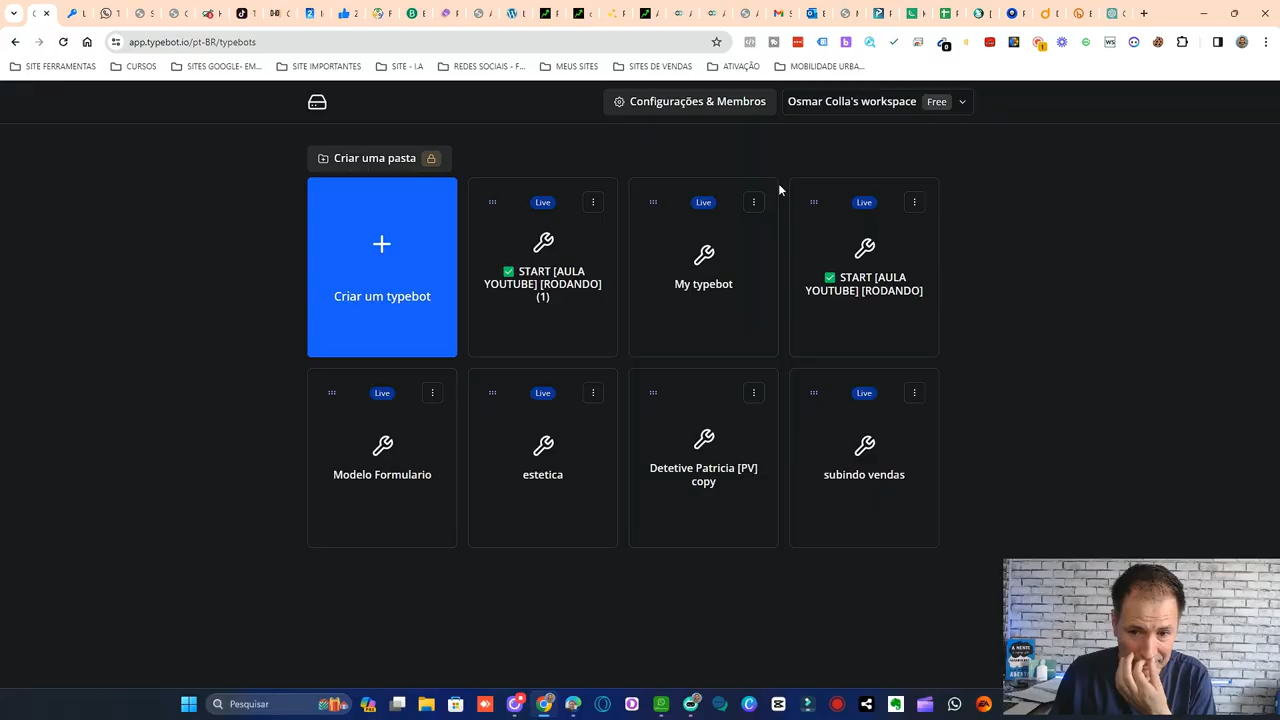 app.typebot.io/pt-BR/typebots
SITE FERRAMENTAS
CURSOS
SITES GOOGLE - EM...
SITE IMPORTANTES
SITE - I.A
REDES SOCIAIS - F...
MEUS SITES
SITES DE VENDAS
ATIVAÇÃO
MOBILIDADE URBA...
Configurações & Membros
Osmar Colla's workspace
Free
Criar uma pasta
Criar um typebot
Live
✅ START [AULA
YOUTUBE] [RODANDO]
(1)
Live
My typebot
Live
✅ START [AULA
YOUTUBE] [RODANDO]
Live
Modelo Formulario
Live
estetica
Detetive Patricia [PV]
copy
Live
subindo vendas
A MENTE
Pesquisar